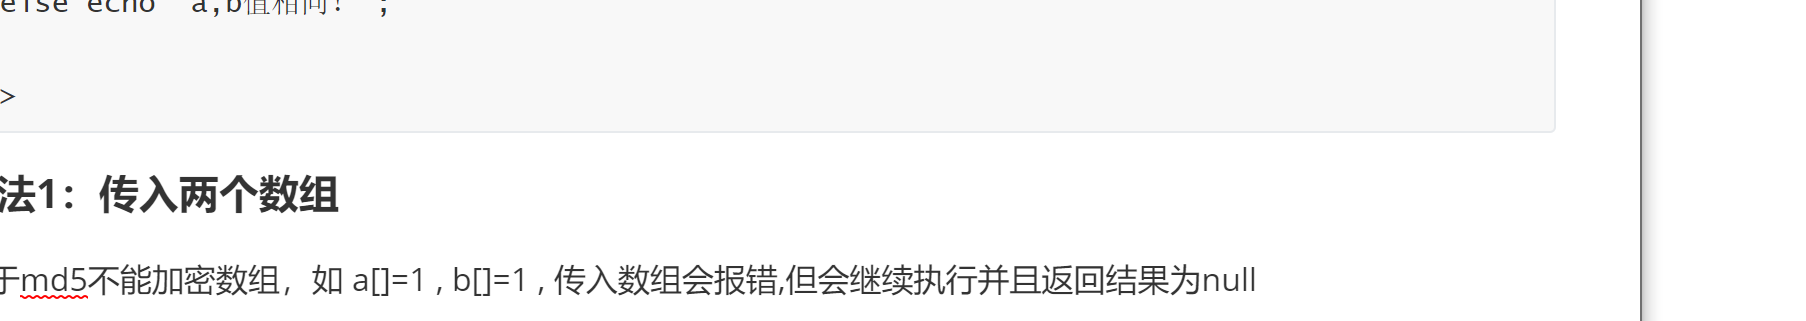 else echo "a,b值相同！";
>
法1：传入两个数组
于md5不能加密数组，如 a[]=1 , b[]=1 , 传入数组会报错,但会继续执行并且返回结果为null